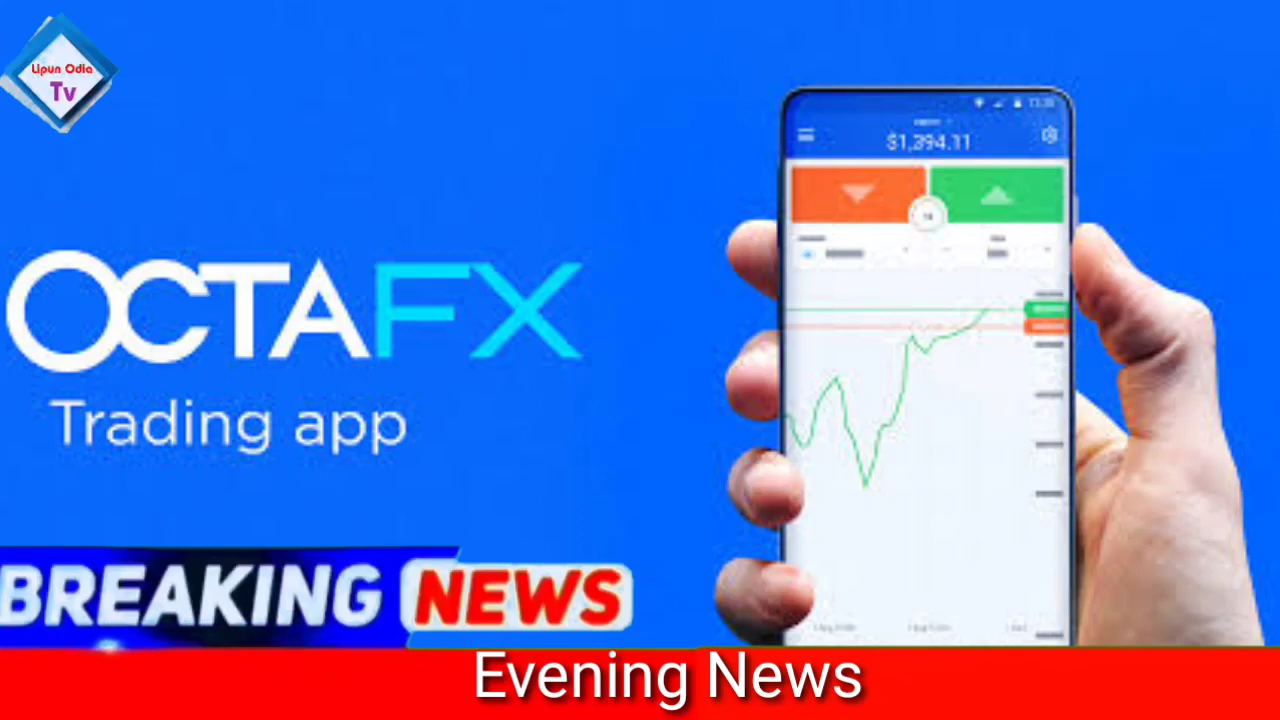 Lipun Odia
Tv
$1,394.11
OCTAFX
Trading app
BREAKING NEWS
Evening News